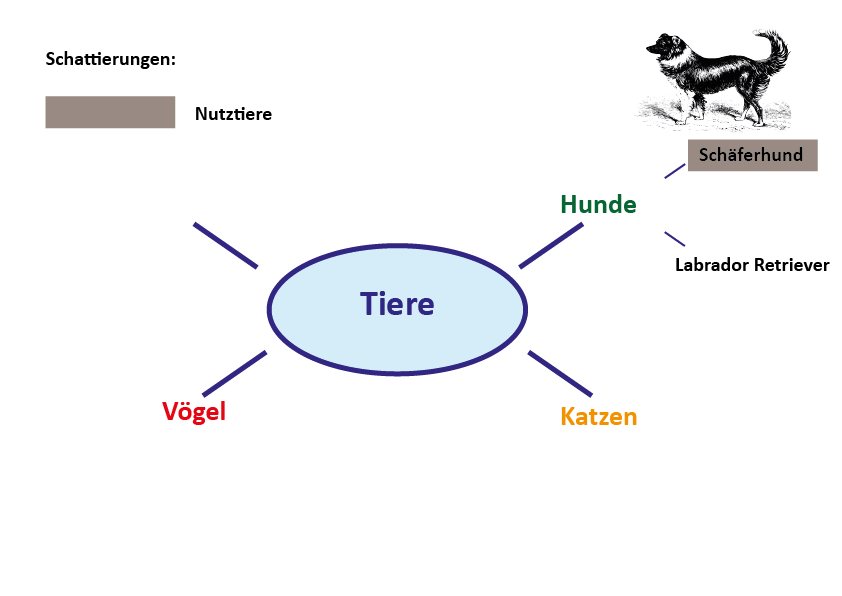 Schattierungen:
Nutztiere
Schäferhund
Hunde
Labrador Retriever
Tiere
Vögel
Katzen